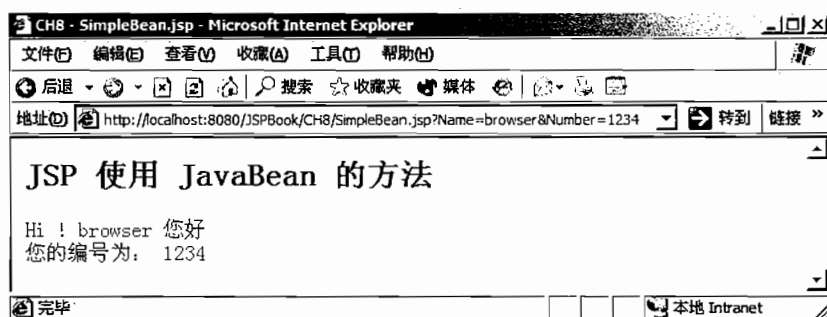 CH8 - SimpleBean.jsp - Microsoft Internet Explorer
文件(F) 编辑(E) 查看(V) 收藏(A) 工具(T) 帮助(H)
后退 搜索 收藏夹 媒体
地址(D) http://localhost:8080/JSPBook/CH8/SimpleBean.jsp?Name=browser&Number=1234 转到 链接 »
JSP 使用 JavaBean 的方法
Hi ! browser 您好
您的编号为: 1234
完毕 本地 Intranet